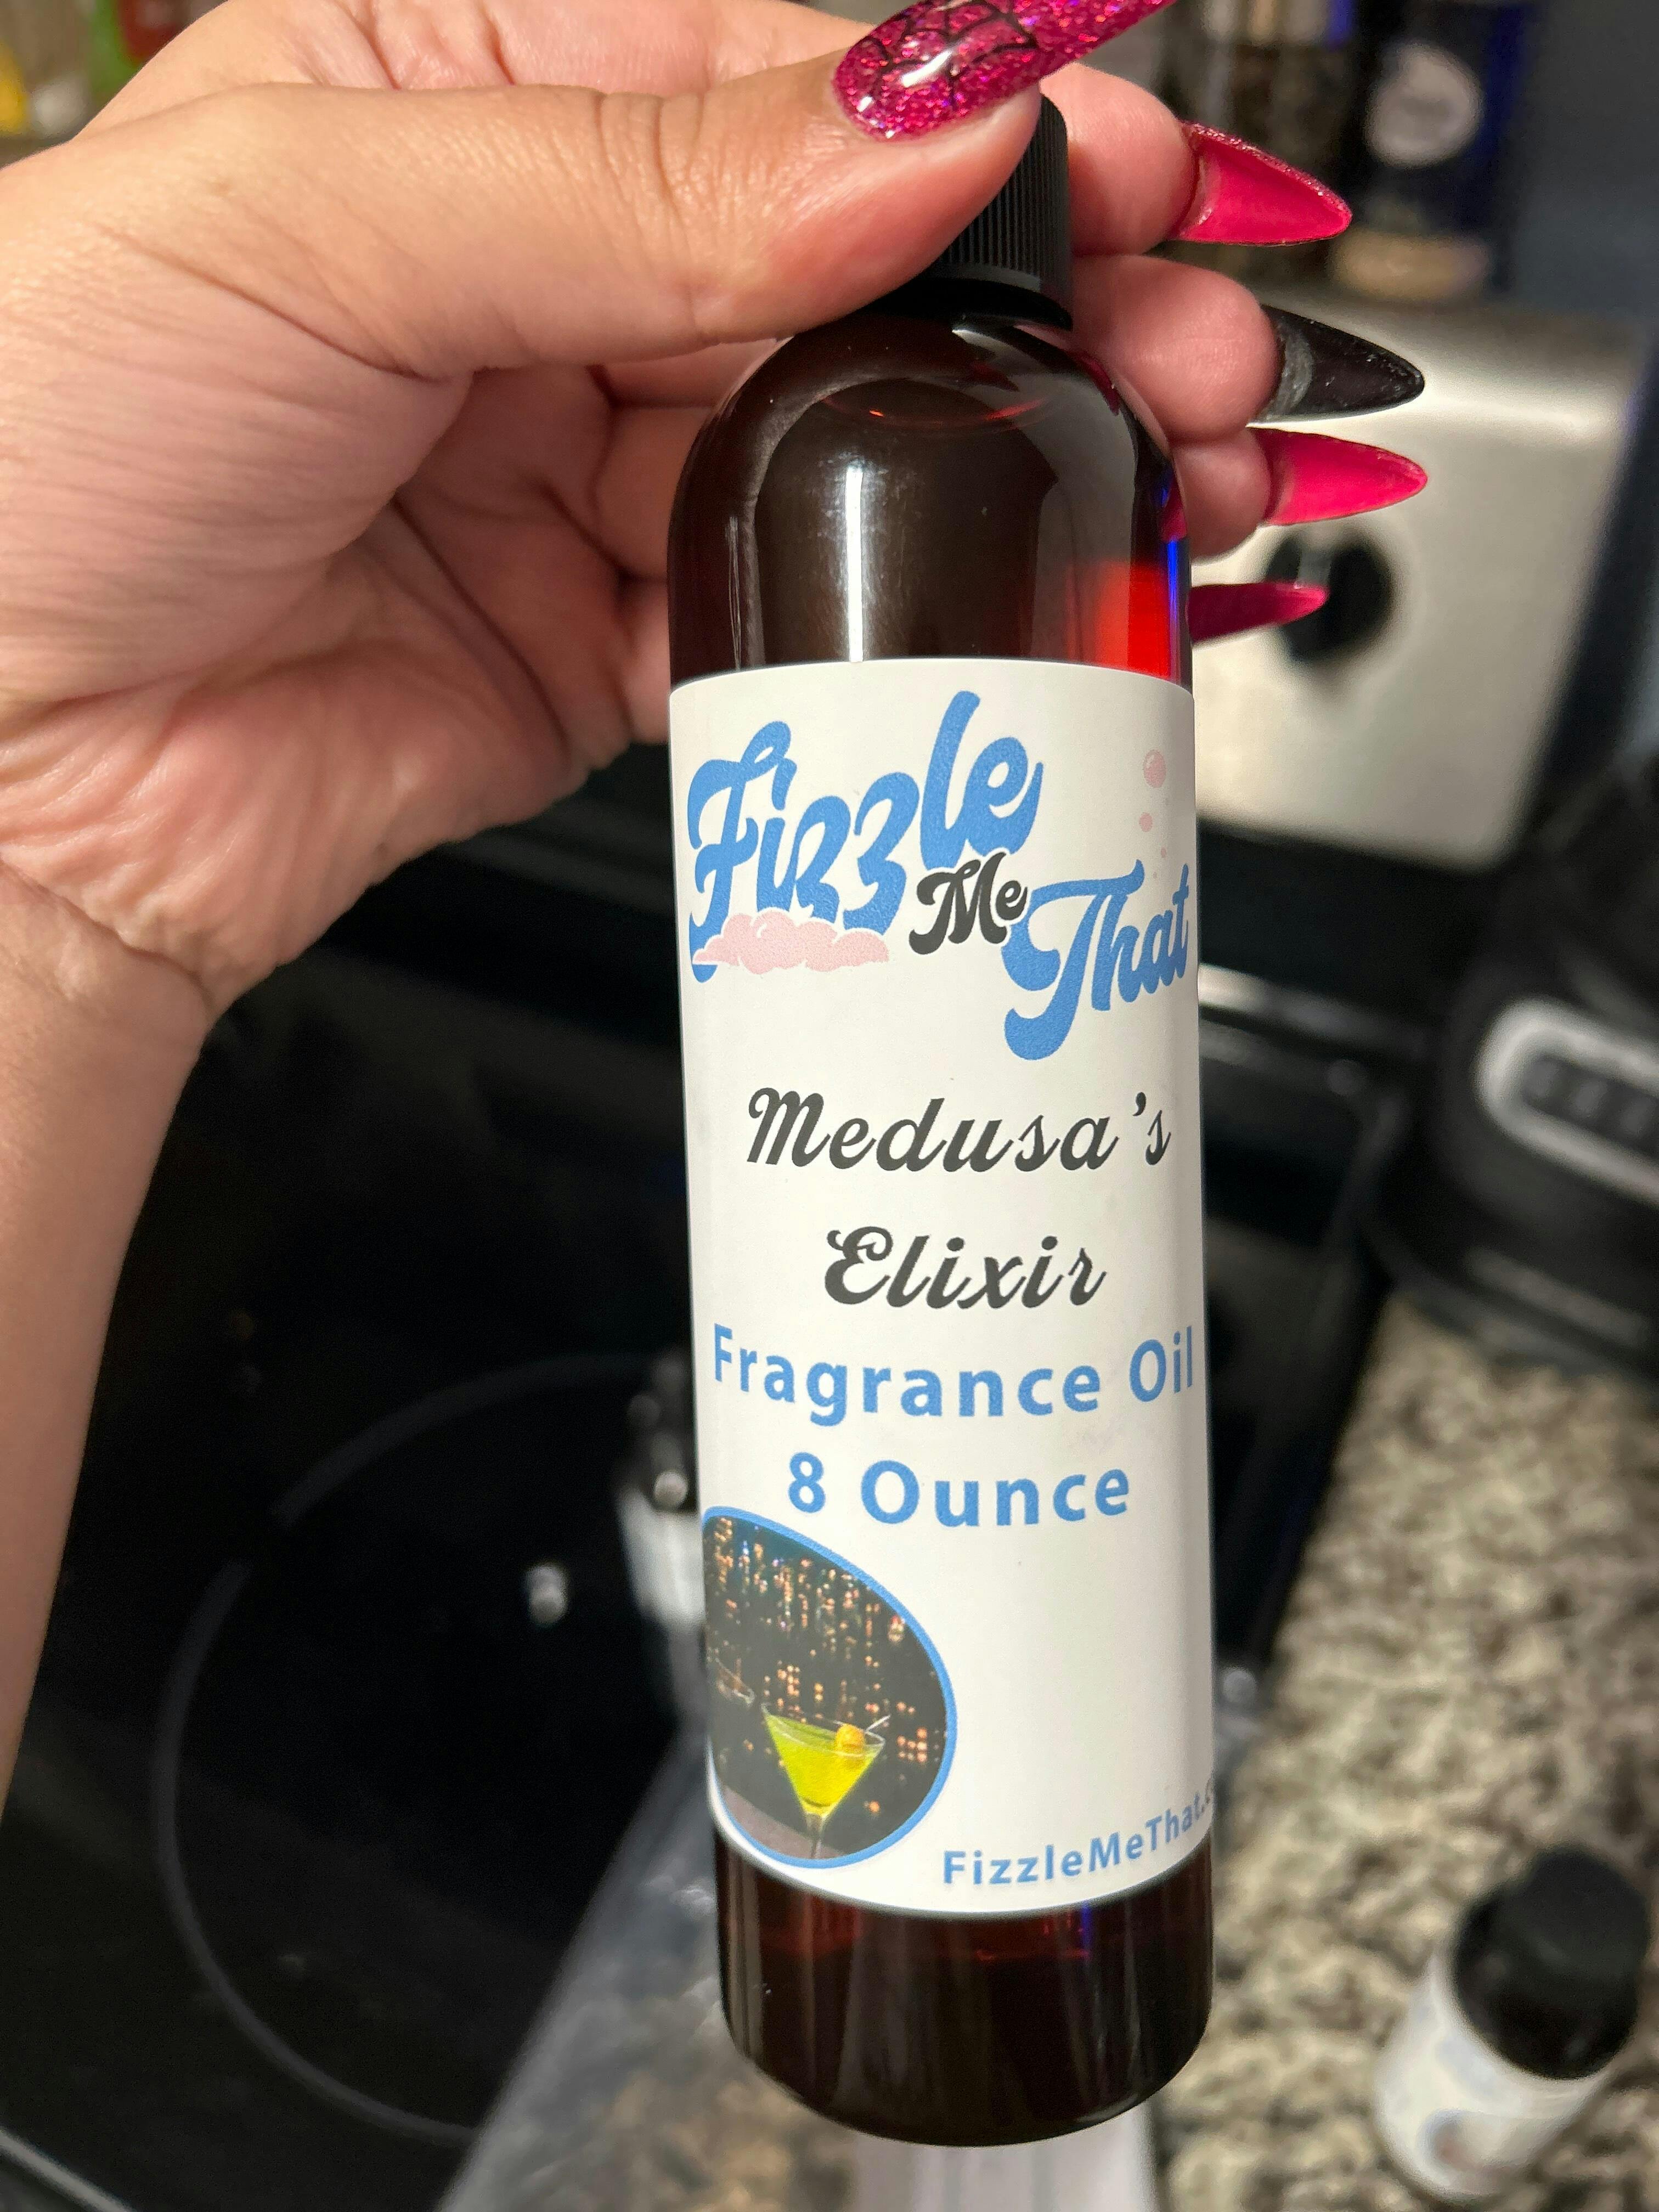 Fizzle
Me
That
Medusa's
Elixir
Fragrance Oil
8 Ounce
FizzleMeThat.c